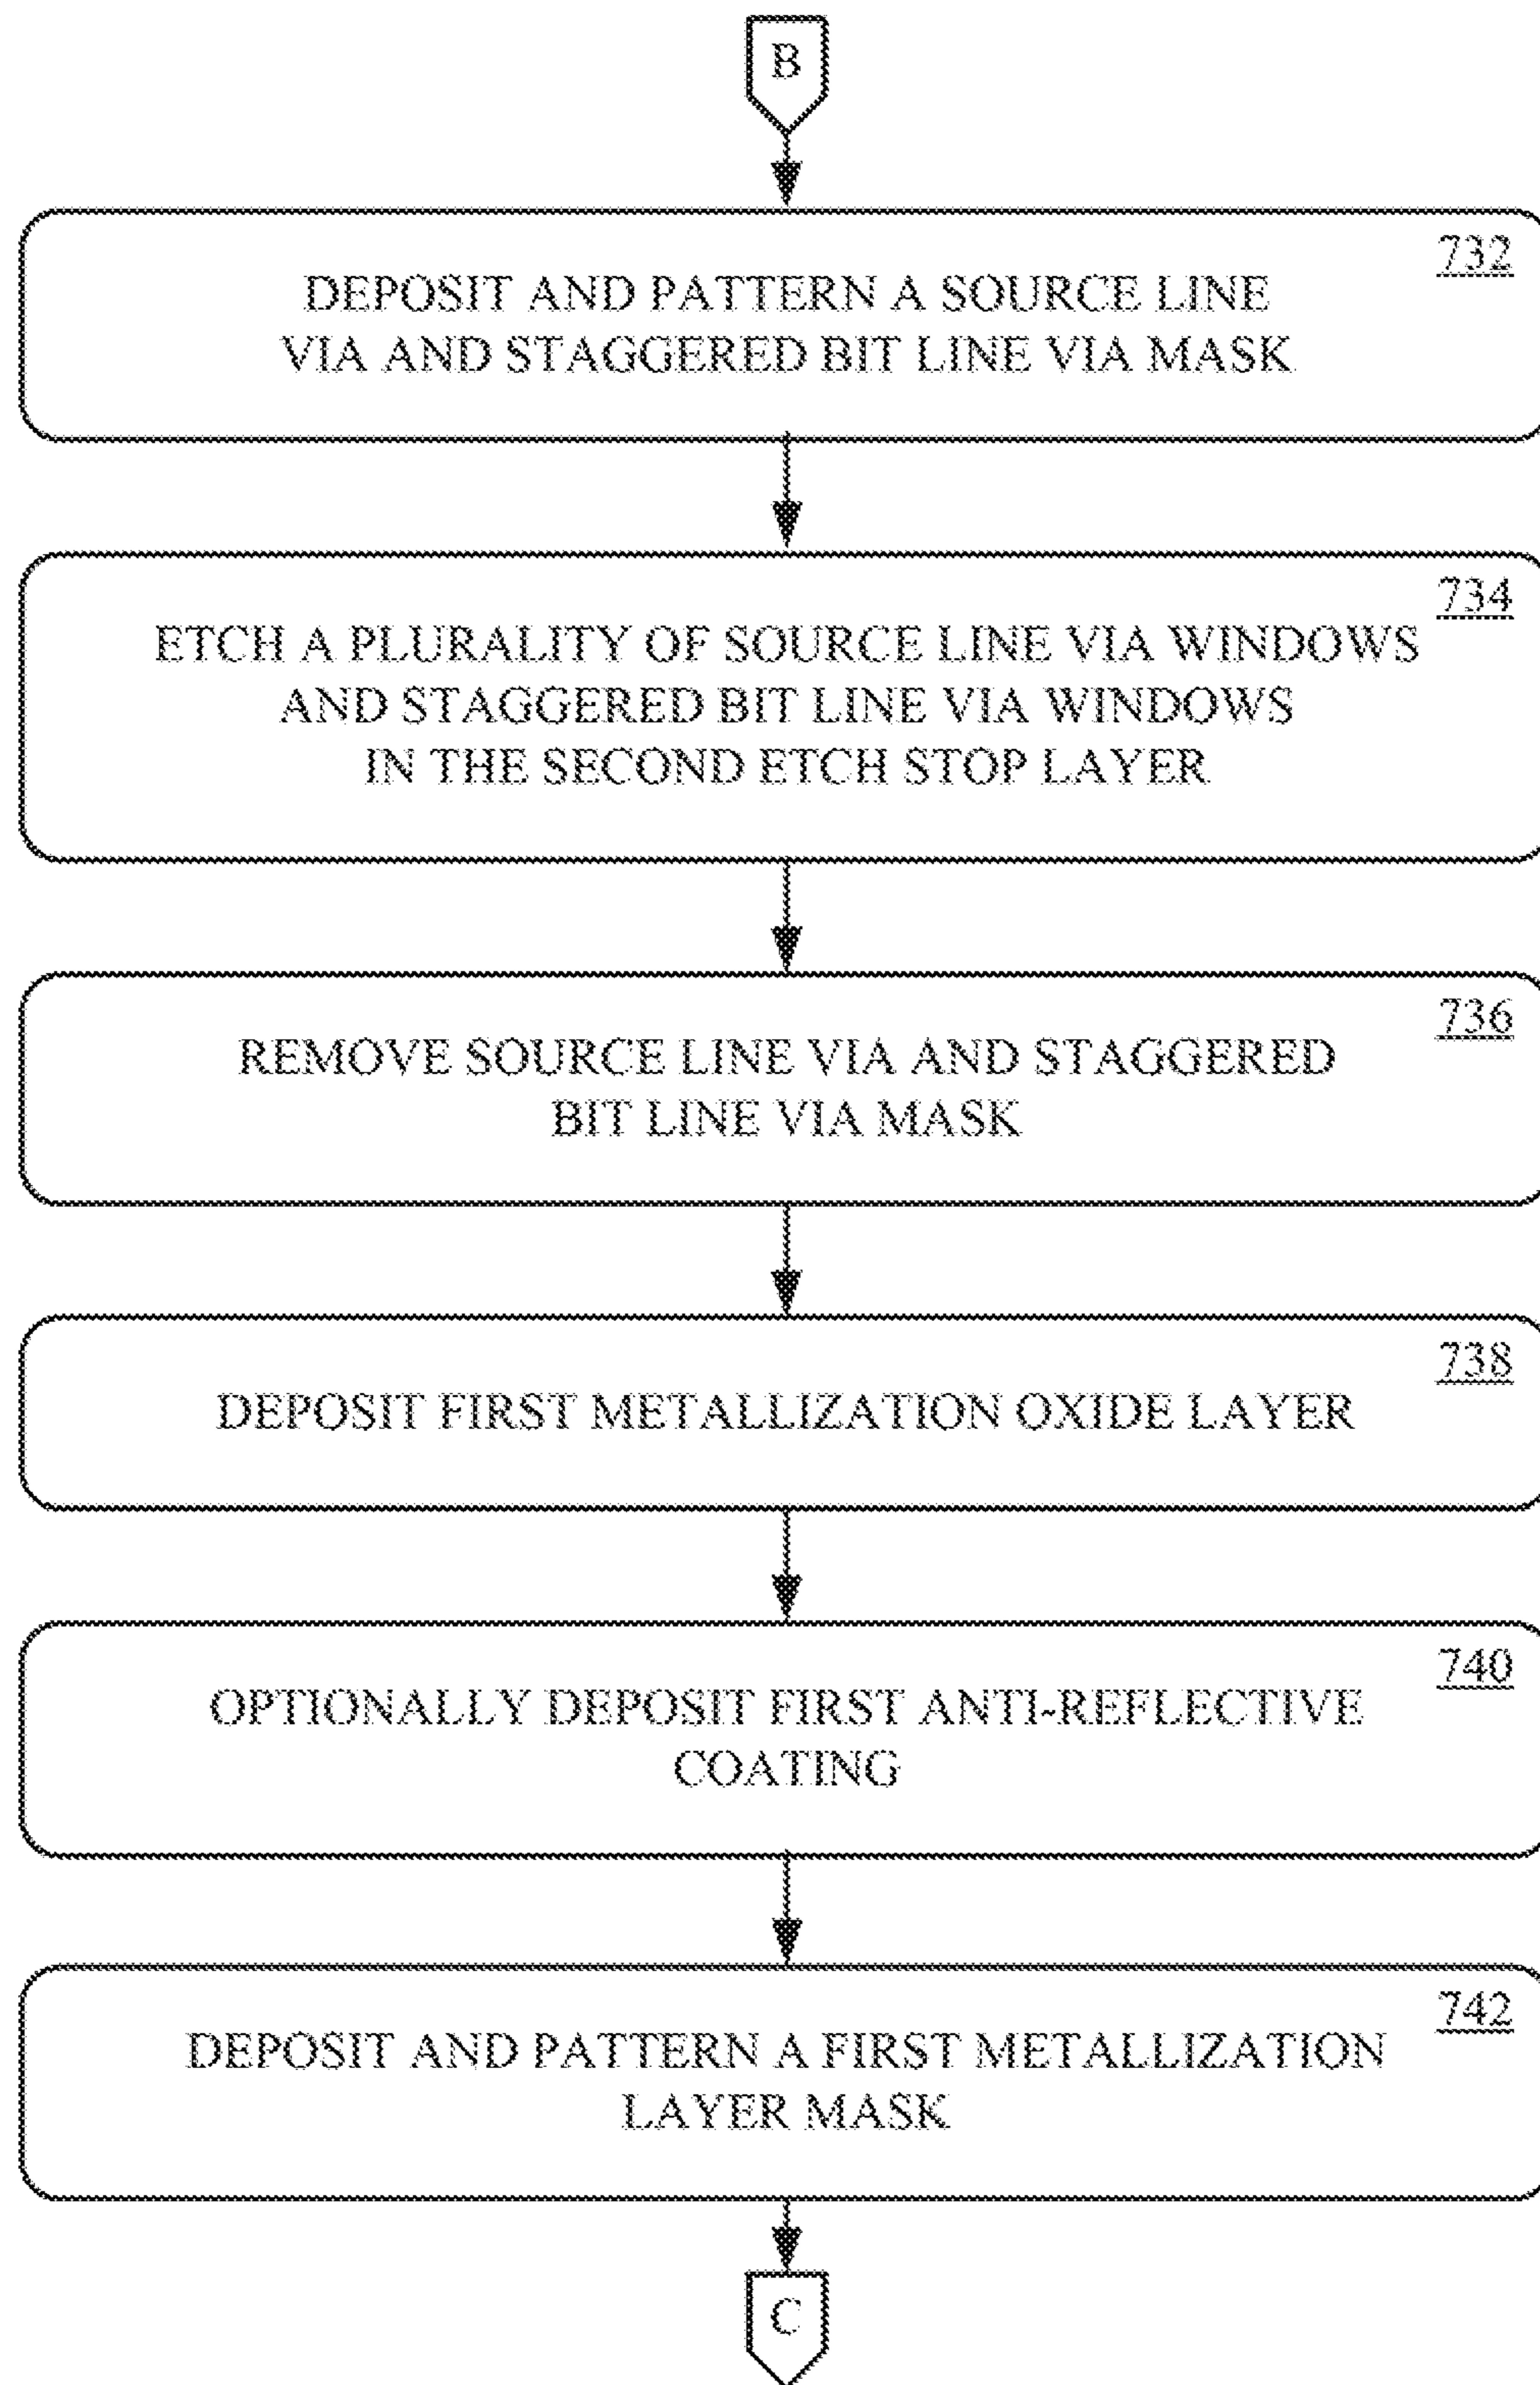 B
732
DEPOSIT AND PATTERN A SOURCE LINE
VIA AND STAGGERED BIT LINE VIA MASK
734
ETCH A PLURALITY OF SOURCE LINE VIA WINDOWS
AND STAGGERED BIT LINE VIA WINDOWS
IN THE SECOND ETCH STOP LAYER
736
REMOVE SOURCE LINE VIA AND STAGGERED
BIT LINE VIA MASK
738
DEPOSIT FIRST METALLIZATION OXIDE LAYER
740
OPTIONALLY DEPOSIT FIRST ANTI-REFLECTIVE
COATING
742
DEPOSIT AND PATTERN A FIRST METALLIZATION
LAYER MASK
C